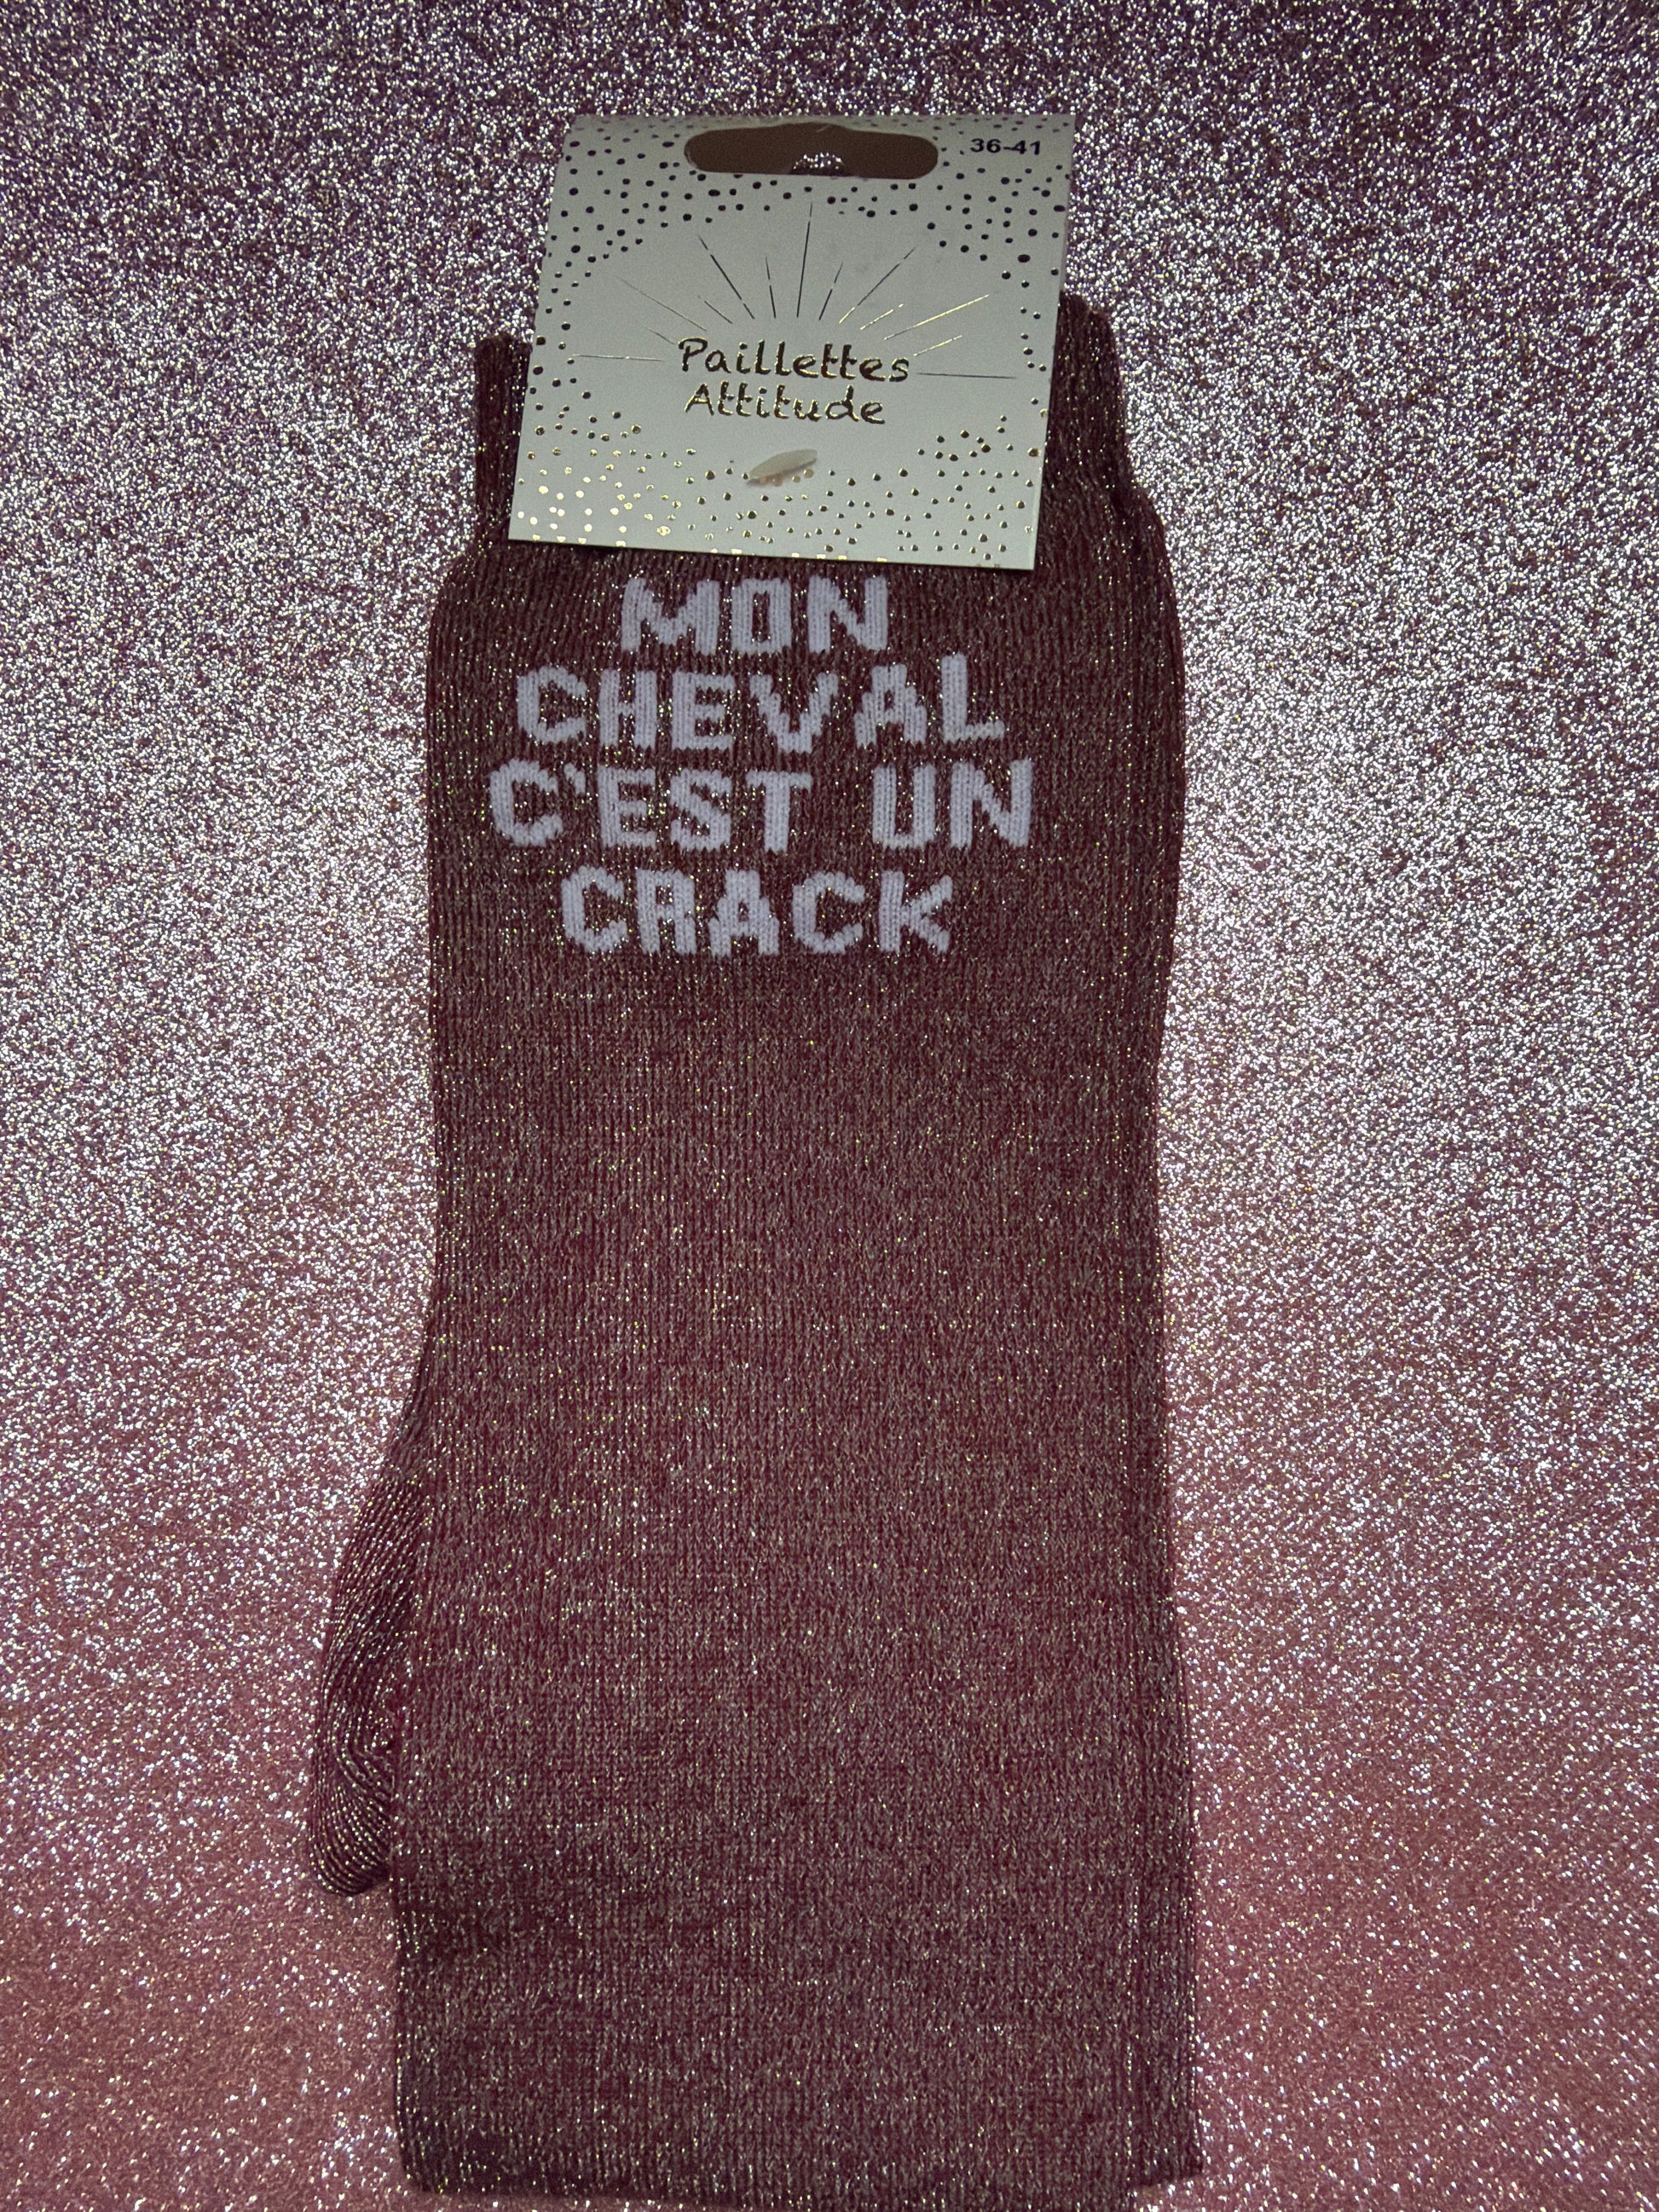 36-41
Paillettes
Attitude
MON
CHEVAL
C'EST UN
CRACK